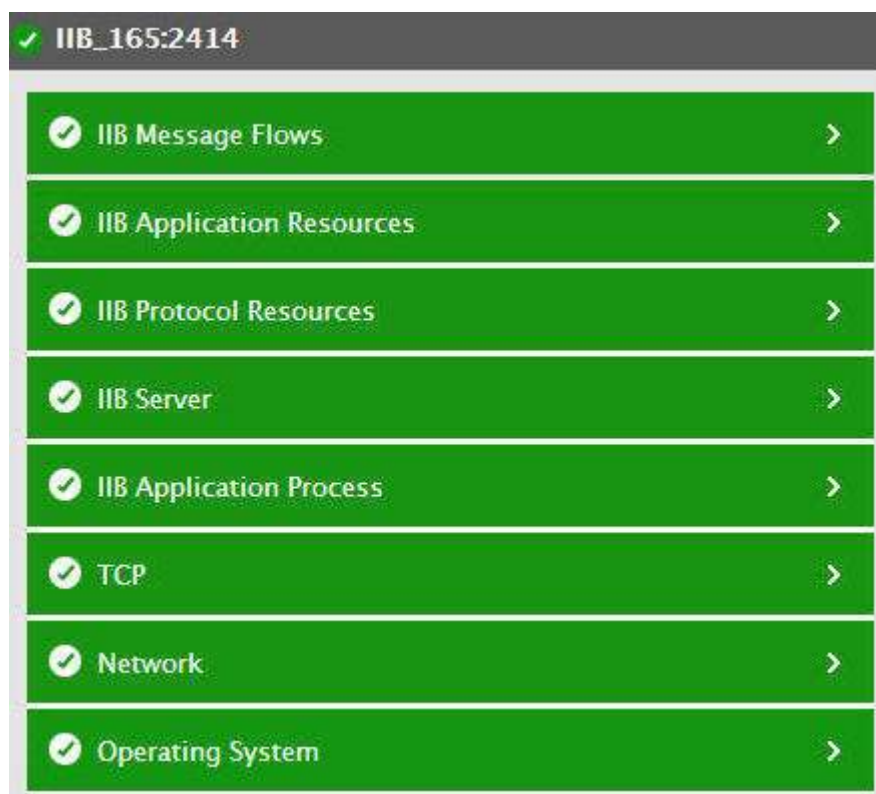 IIB_165:2414
IIB Message Flows
IIB Application Resources
IIB Protocol Resources
IIB Server
IIB Application Process
TCP
Network
Operating System